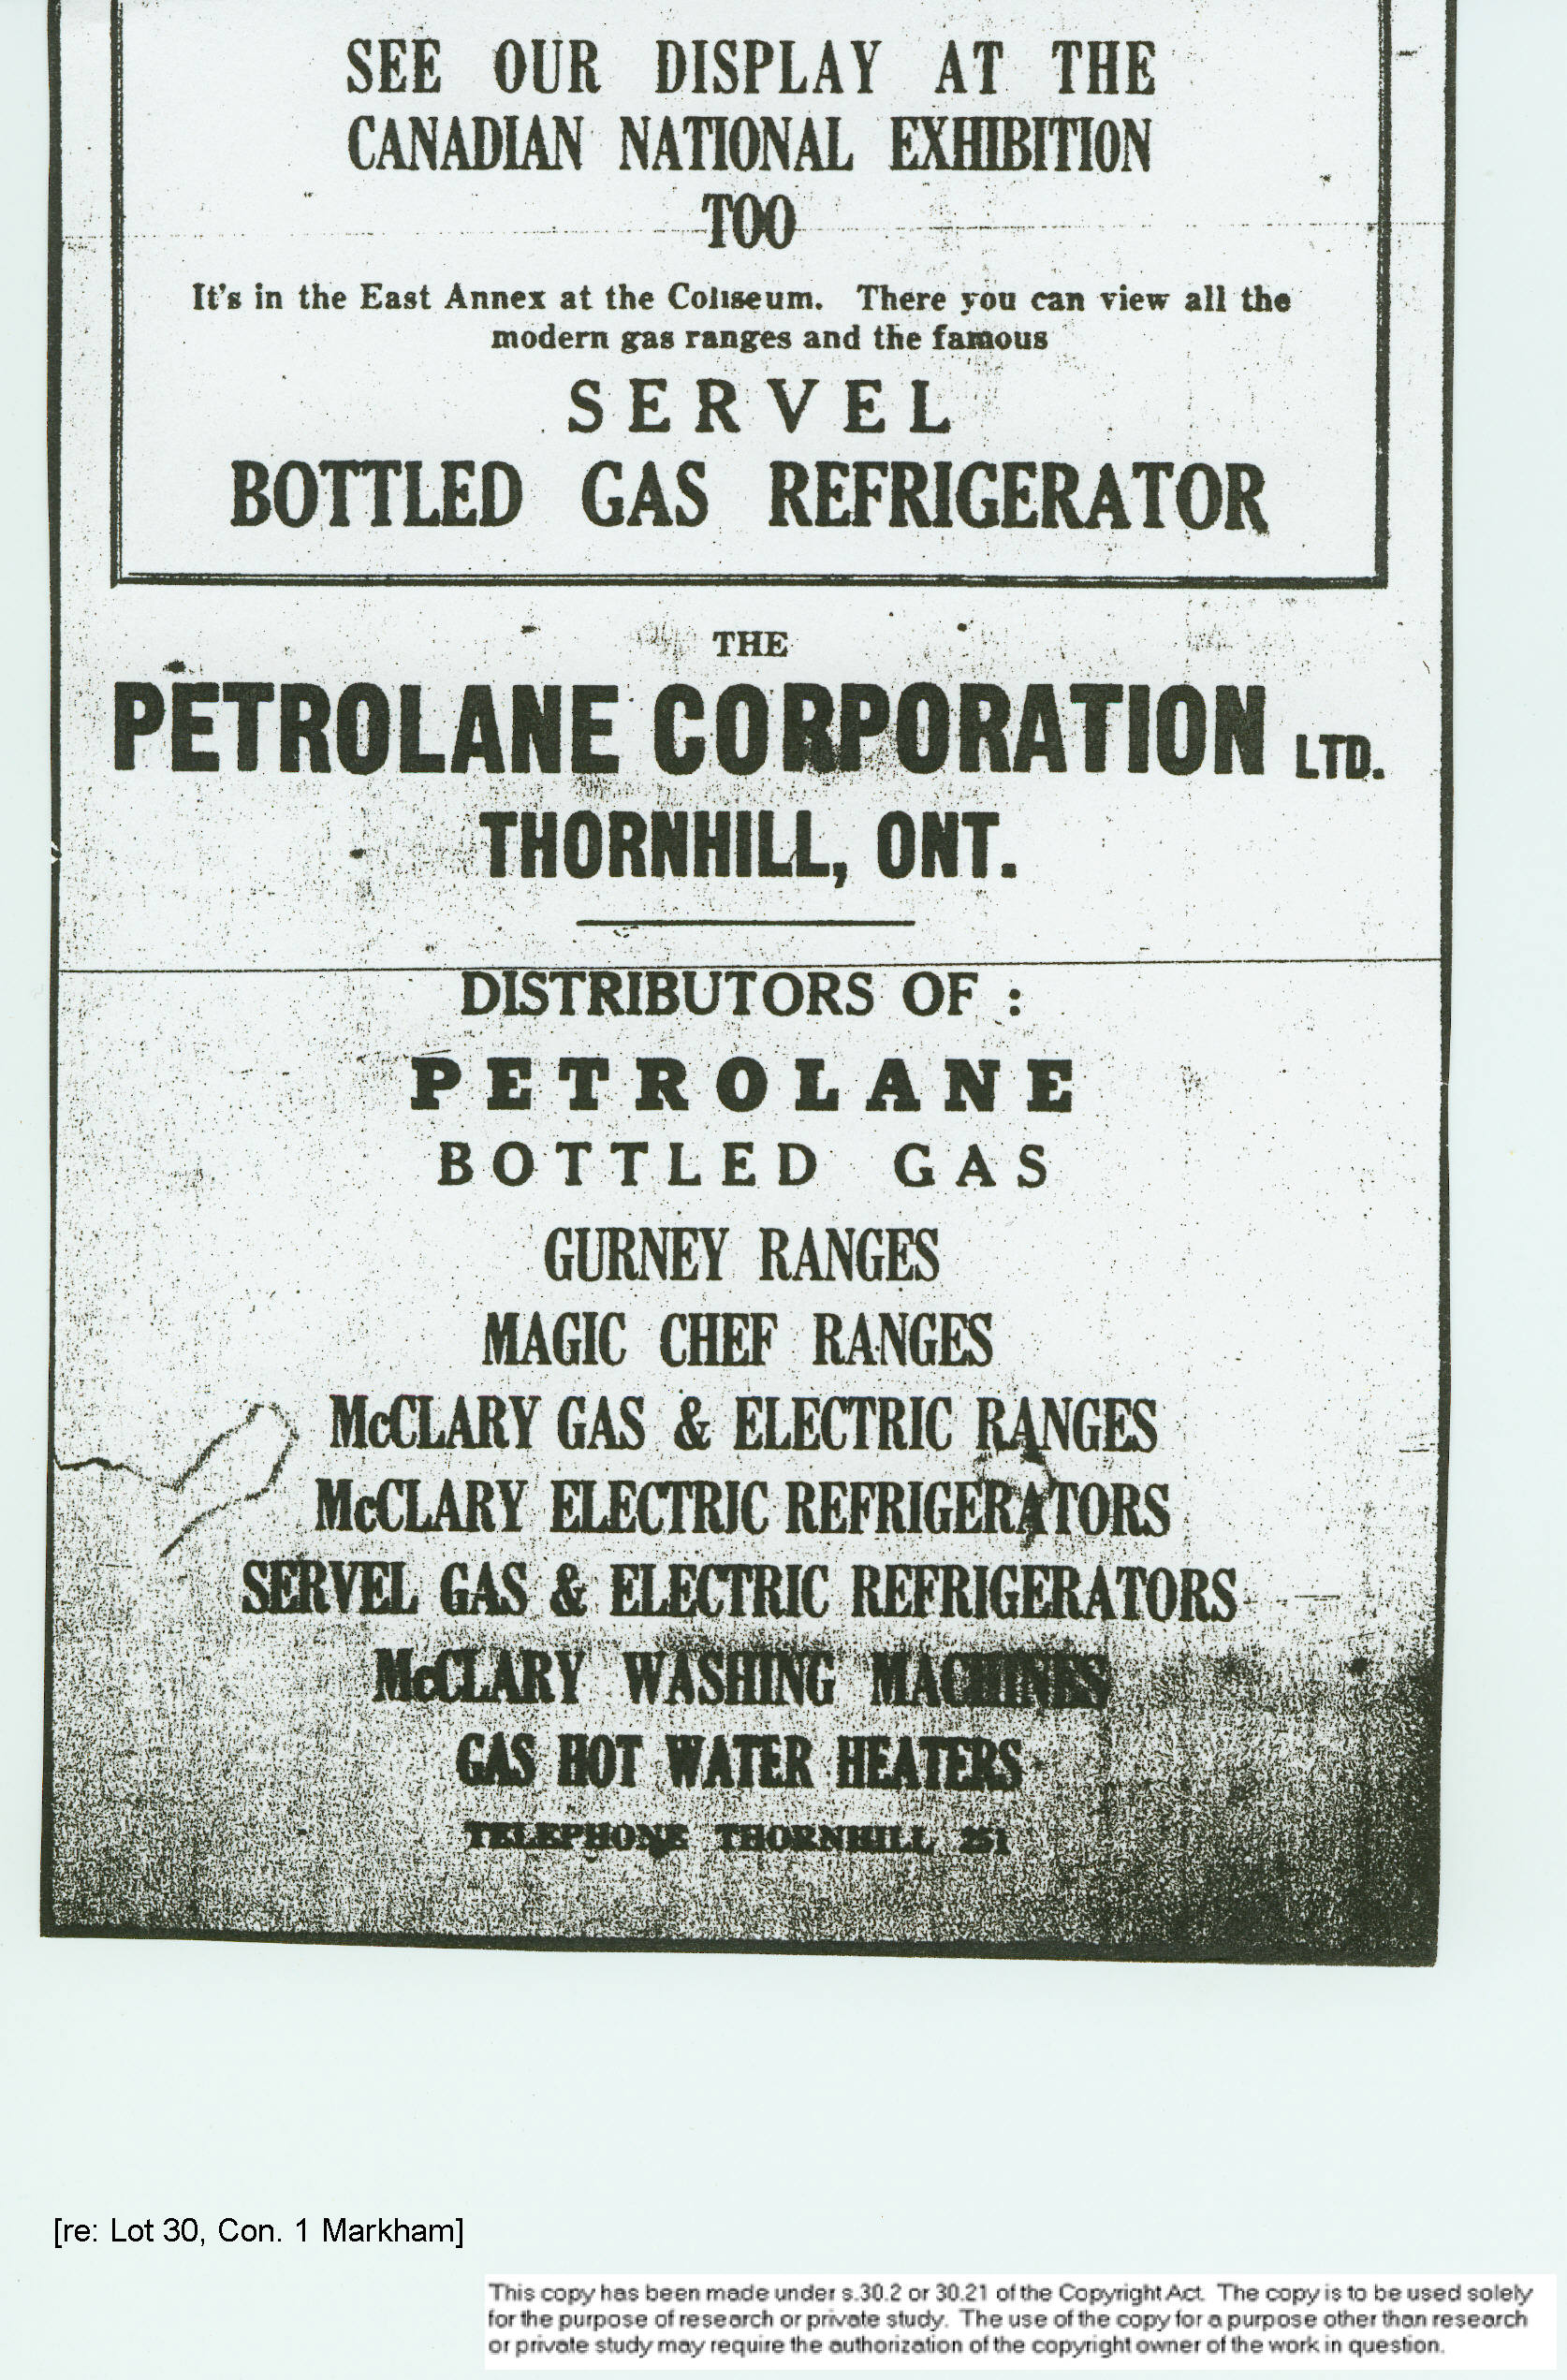 SEE OUR DISPLAY AT THE
CANADIAN NATIONAL EXHIBITION
TOO
It's in the East Annex at the Coliseum. There you can view all the
modern gas ranges and the famous
SERVEL
BOTTLED GAS REFRIGERATOR
THE
PETROLANE CORPORATION LTD.
THORNHILL, ONT.
DISTRIBUTORS OF :
PETROLANE
BOTTLED GAS
GURNEY RANGES
MAGIC CHEF RANGES
McCLARY GAS & ELECTRIC RANGES
McCLARY ELECTRIC REFRIGERATORS
SERVEL GAS & ELECTRIC REFRIGERATORS
McCLARY WASHING MACHINES
GAS HOT WATER HEATERS
TELEPHONE THORNHILL 251
[re: Lot 30, Con. 1 Markham]
This copy has been made under s.30.2 or 30.21 of the Copyright Act. The copy is to be used solely
for the purpose of research or private study. The use of the copy for a purpose other than research
or private study may require the authorization of the copyright owner of the work in question.